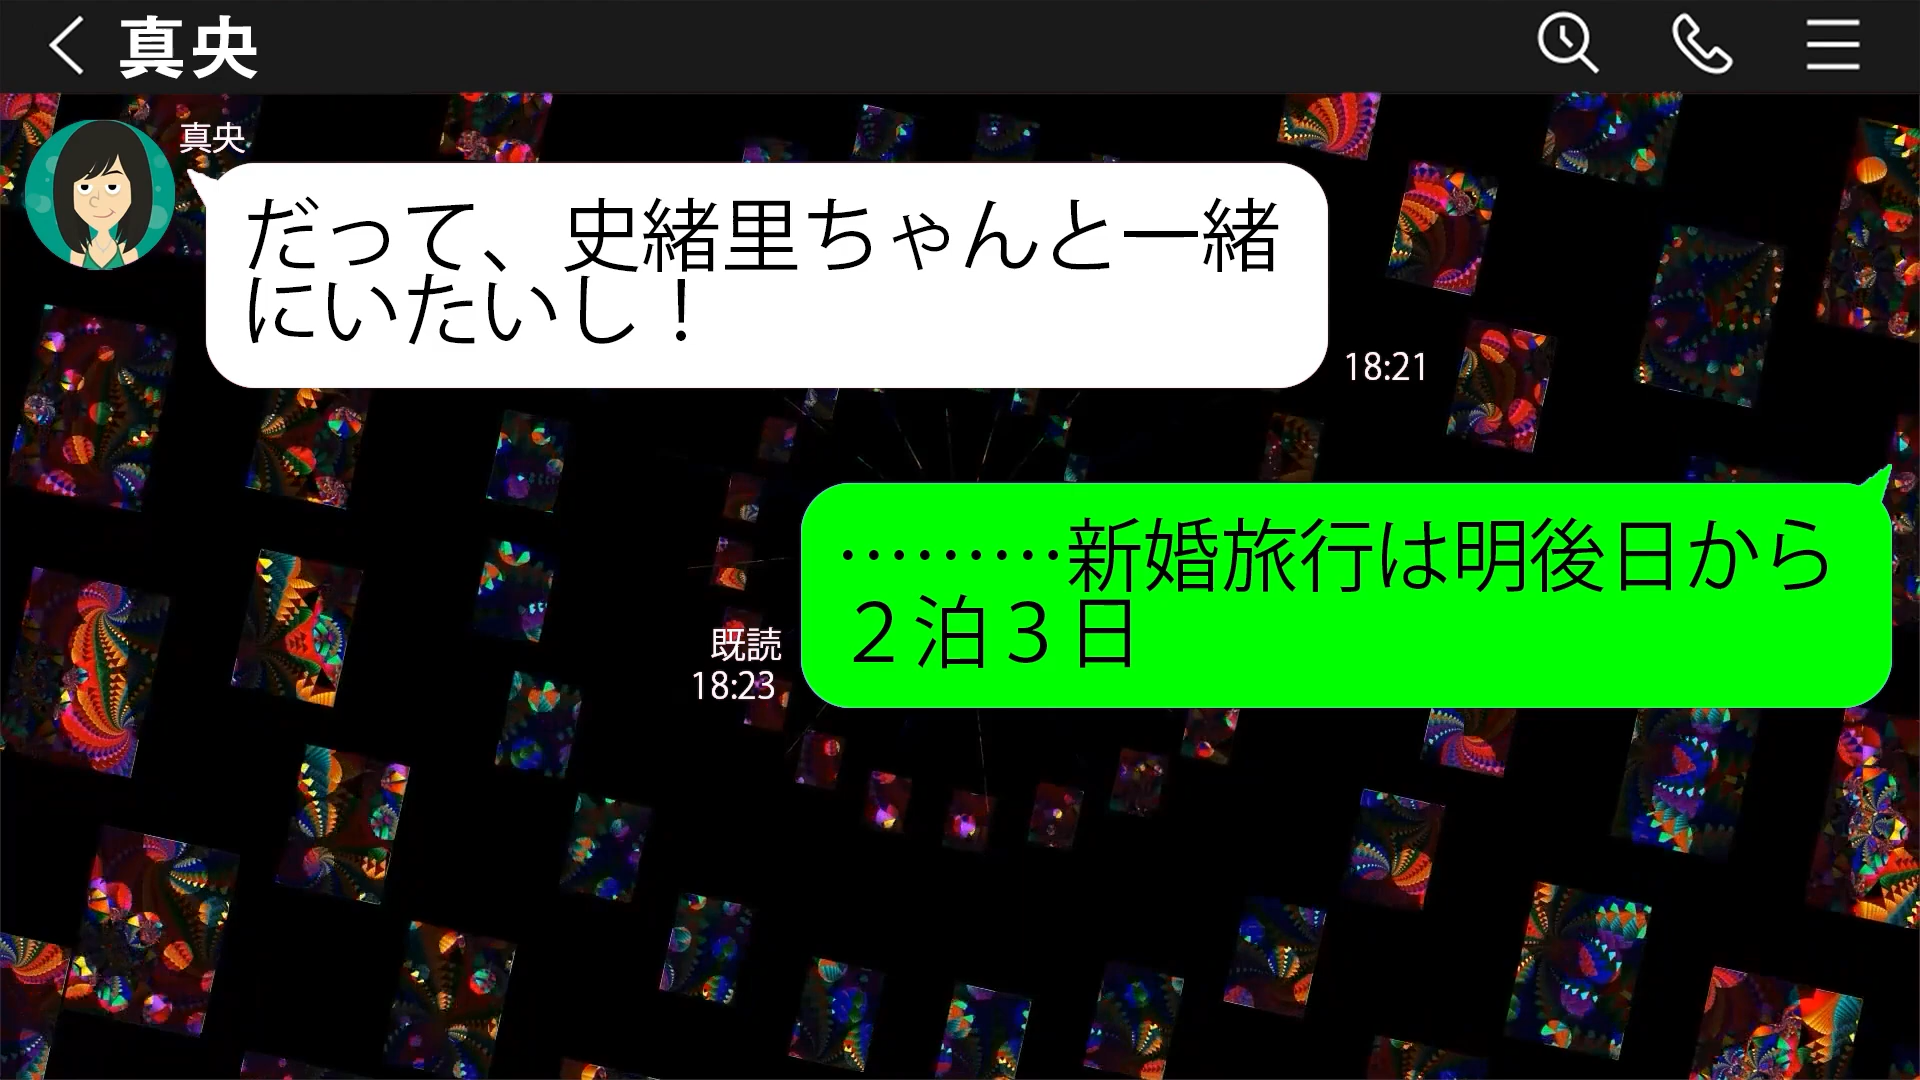 真央
真央
だって、史緒里ちゃんと一緒
にいたいし！
18:21
………新婚旅行は明後日から
２泊３日
既読
18:23